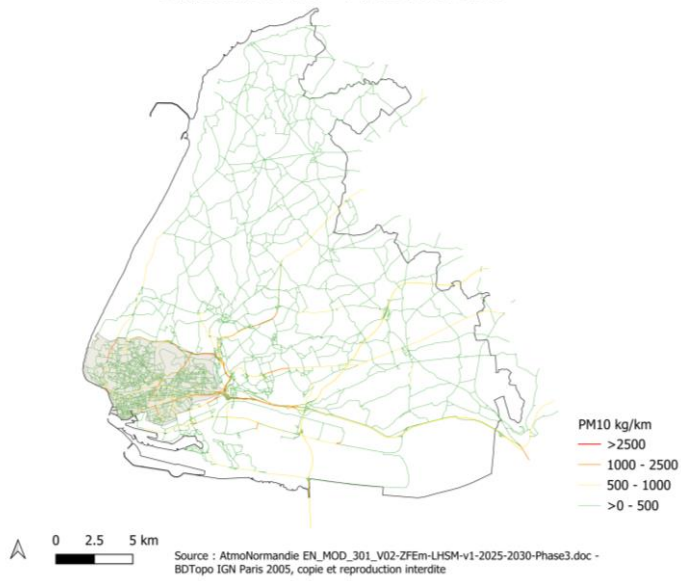 PM10 kg/km
>2500
1000 - 2500
500 - 1000
>0 - 500
0 2.5 5 km
Source : AtmoNormandie EN_MOD_301_V02-ZFEm-LHSM-v1-2025-2030-Phase3.doc -
BDTopo IGN Paris 2005, copie et reproduction interdite